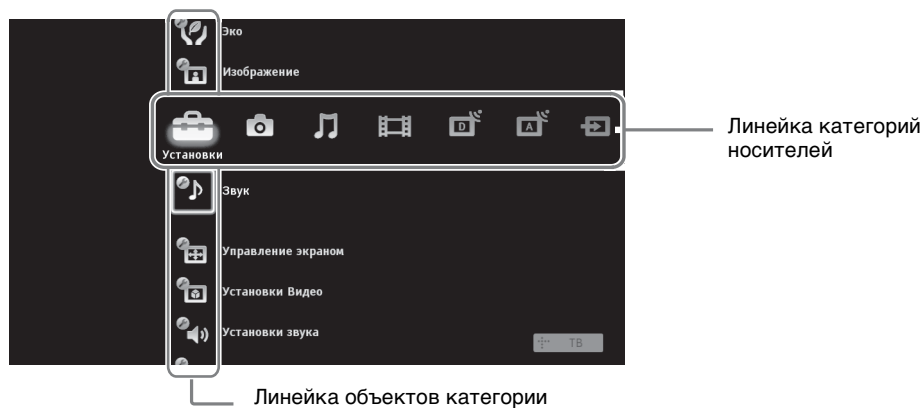 Эко
Изображение
D
A
Установки
Звук
Управление экраном
Установки Видео
Установки звука
ТВ
Линейка категорий
носителей
Линейка объектов категории